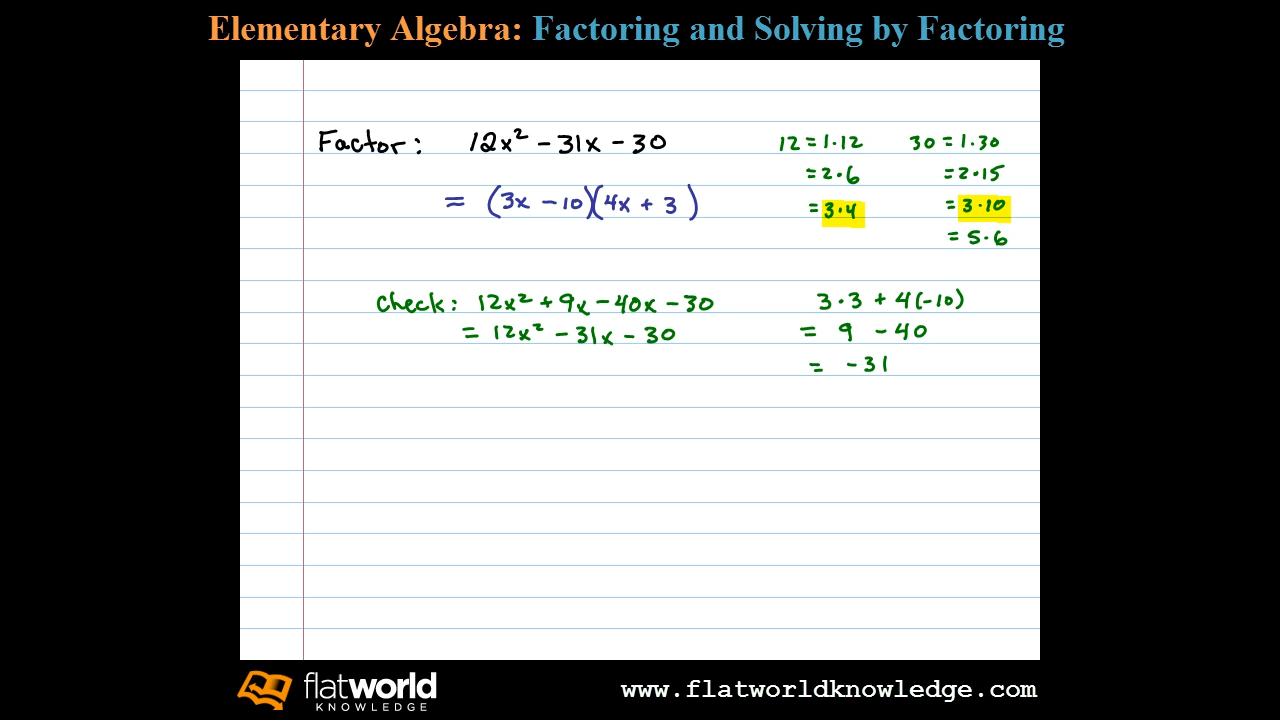 Elementary Algebra: Factoring and Solving by Factoring
Factor: 12x² - 31x - 30
= (3x - 10)(4x + 3)
12 = 1·12
= 2·6
= 3·4
30 = 1·30
= 2·15
= 3·10
= 5·6
Check: 12x² + 9x - 40x - 30
= 12x² - 31x - 30
3·3 + 4(-10)
= 9 - 40
= -31
flatworld
KNOWLEDGE
www.flatworldknowledge.com